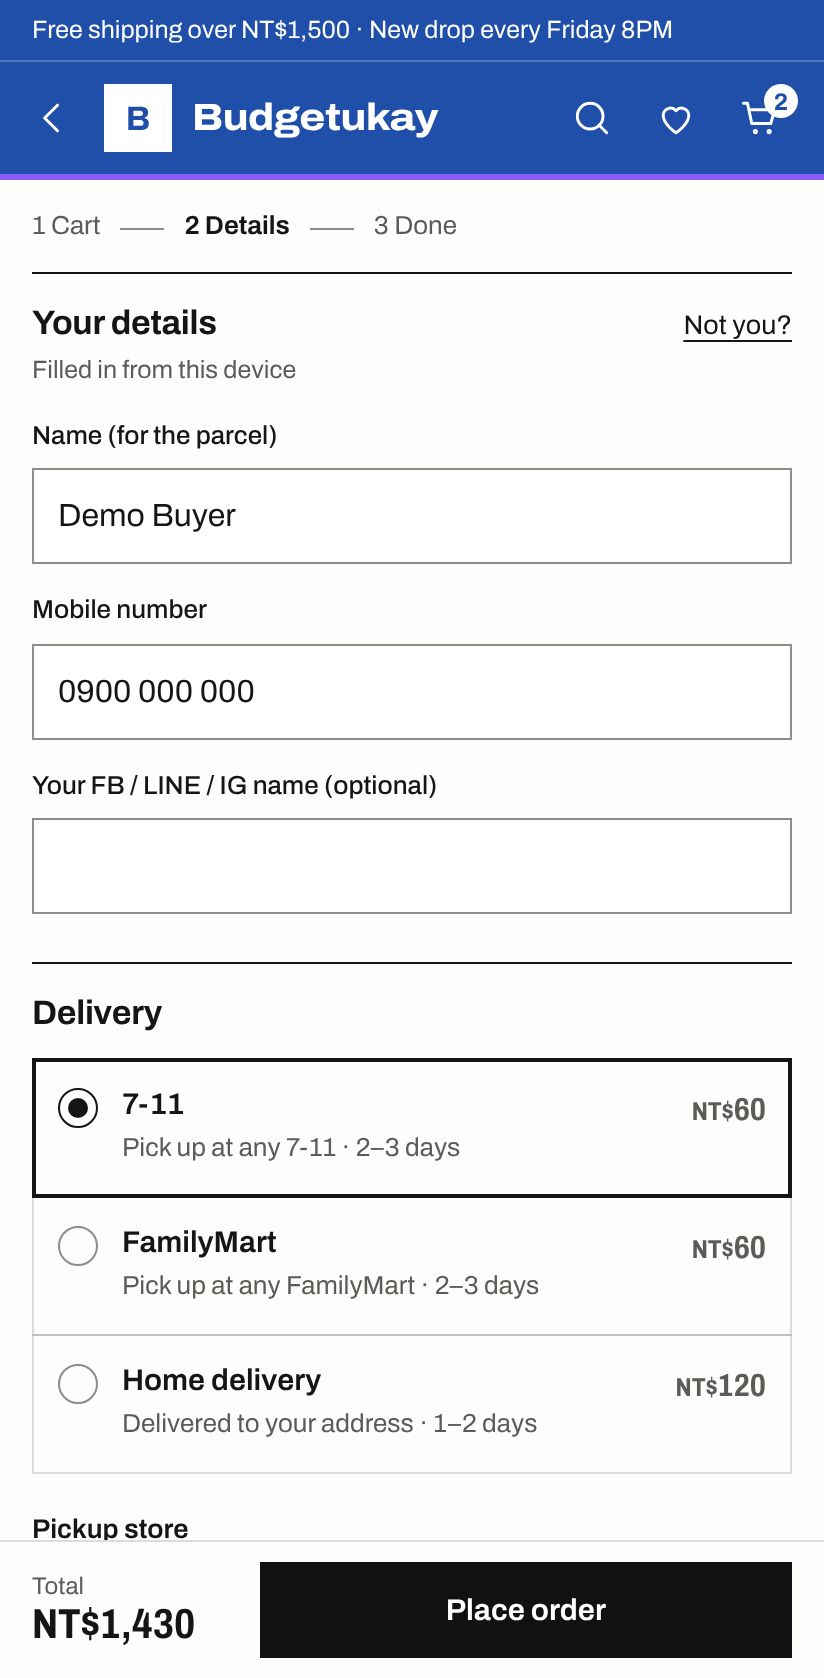 Free shipping over NT$1,500 · New drop every Friday 8PM
B Budgetukay 2
1 Cart 2 Details 3 Done
Your details Not you?
Filled in from this device
Name (for the parcel)
Demo Buyer
Mobile number
0900 000 000
Your FB / LINE / IG name (optional)
Delivery
7-11 NT$60
Pick up at any 7-11 · 2–3 days
FamilyMart NT$60
Pick up at any FamilyMart · 2–3 days
Home delivery NT$120
Delivered to your address · 1–2 days
Pickup store
Total
NT$1,430
Place order